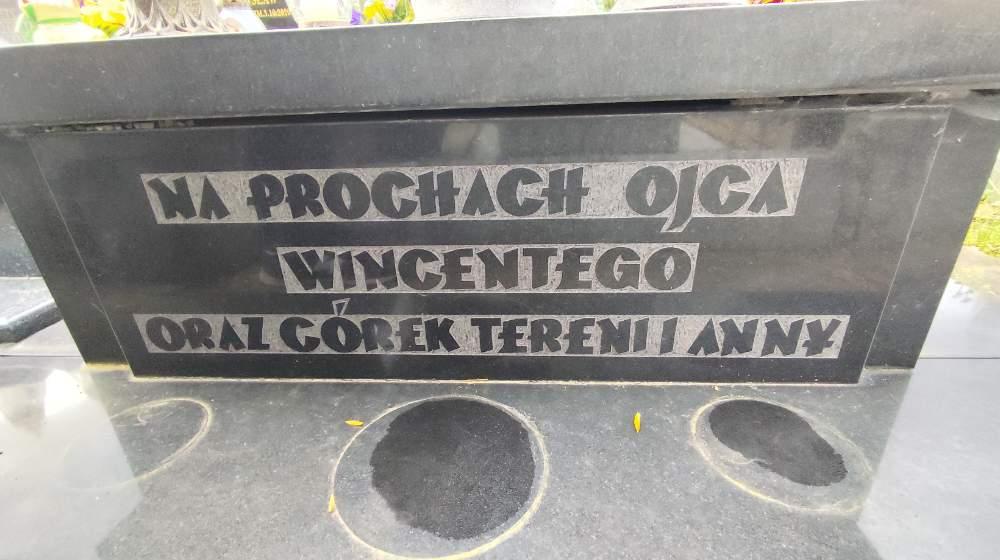 NA PROCHACH OJCA
WINCENTEGO
ORAZ CÓREK TERENI I ANNY